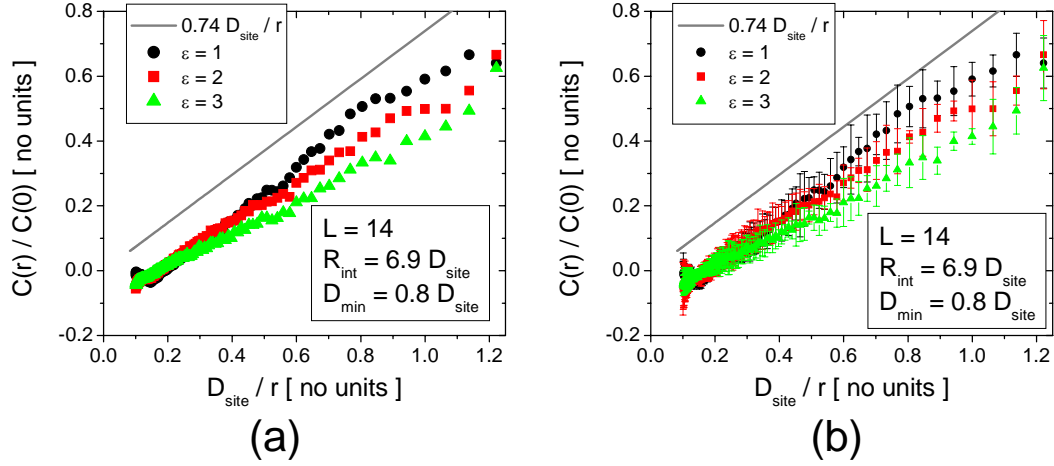 0.8
0.6
0.4
0.2
0.0
-0.2
C(r) / C(0) [ no units ]
0.74 D_site / r
ε = 1
ε = 2
ε = 3
L = 14
R_int = 6.9 D_site
D_min = 0.8 D_site
0.0 0.2 0.4 0.6 0.8 1.0 1.2
D_site / r [ no units ]
(a)
0.8
0.6
0.4
0.2
0.0
-0.2
C(r) / C(0) [ no units ]
0.74 D_site / r
ε = 1
ε = 2
ε = 3
L = 14
R_int = 6.9 D_site
D_min = 0.8 D_site
0.0 0.2 0.4 0.6 0.8 1.0 1.2
D_site / r [ no units ]
(b)